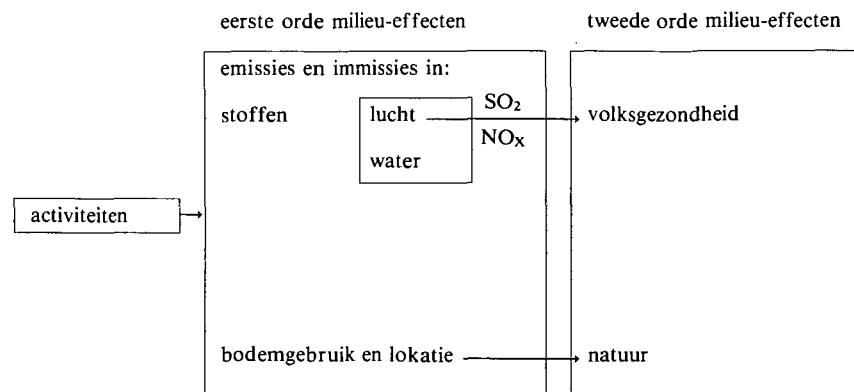 eerste orde milieu-effecten
tweede orde milieu-effecten
emissies en immissies in:
stoffen
lucht
SO₂
NOx
volksgezondheid
water
activiteiten
bodemgebruik en lokatie
natuur